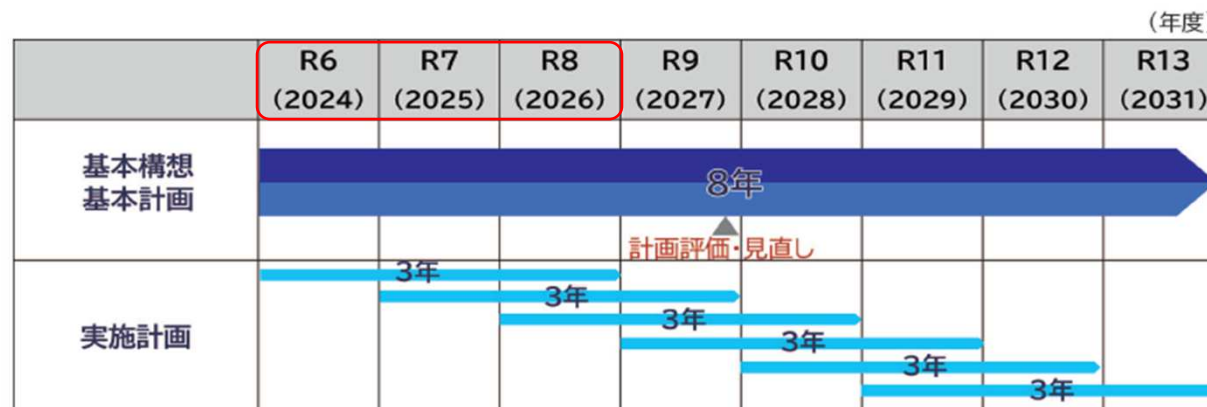 (年度)
R6 R7 R8 R9 R10 R11 R12 R13
(2024) (2025) (2026) (2027) (2028) (2029) (2030) (2031)
基本構想
基本計画
8年
計画評価・見直し
実施計画
3年
3年
3年
3年
3年
3年